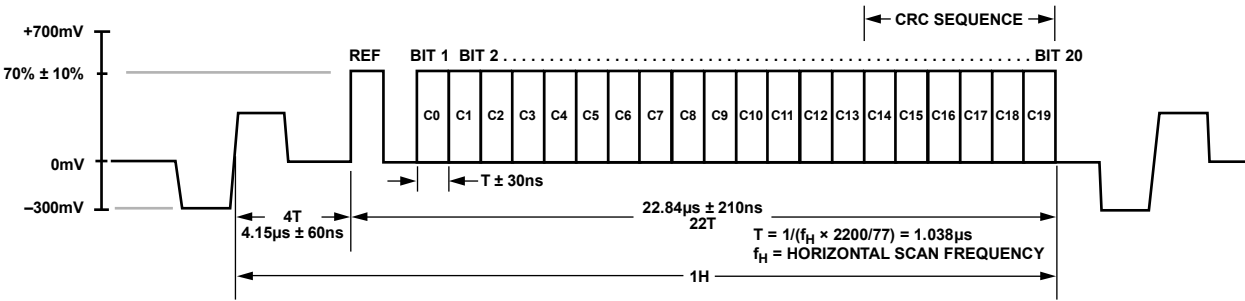 CRC SEQUENCE
+700mV
REF
BIT 1 BIT 2 . . . . . . . . . . . . . . . . . . . . . . . . . . . . . . . . . . . . . . . . . . . . . . . . . . . . . . . . . . . . . . . . . . . . . BIT 20
70% ± 10%
C0 C1 C2 C3 C4 C5 C6 C7 C8 C9 C10 C11 C12 C13 C14 C15 C16 C17 C18 C19
0mV
T ± 30ns
–300mV
4T
4.15µs ± 60ns
22.84µs ± 210ns
22T
T = 1/(fH × 2200/77) = 1.038µs
fH = HORIZONTAL SCAN FREQUENCY
1H